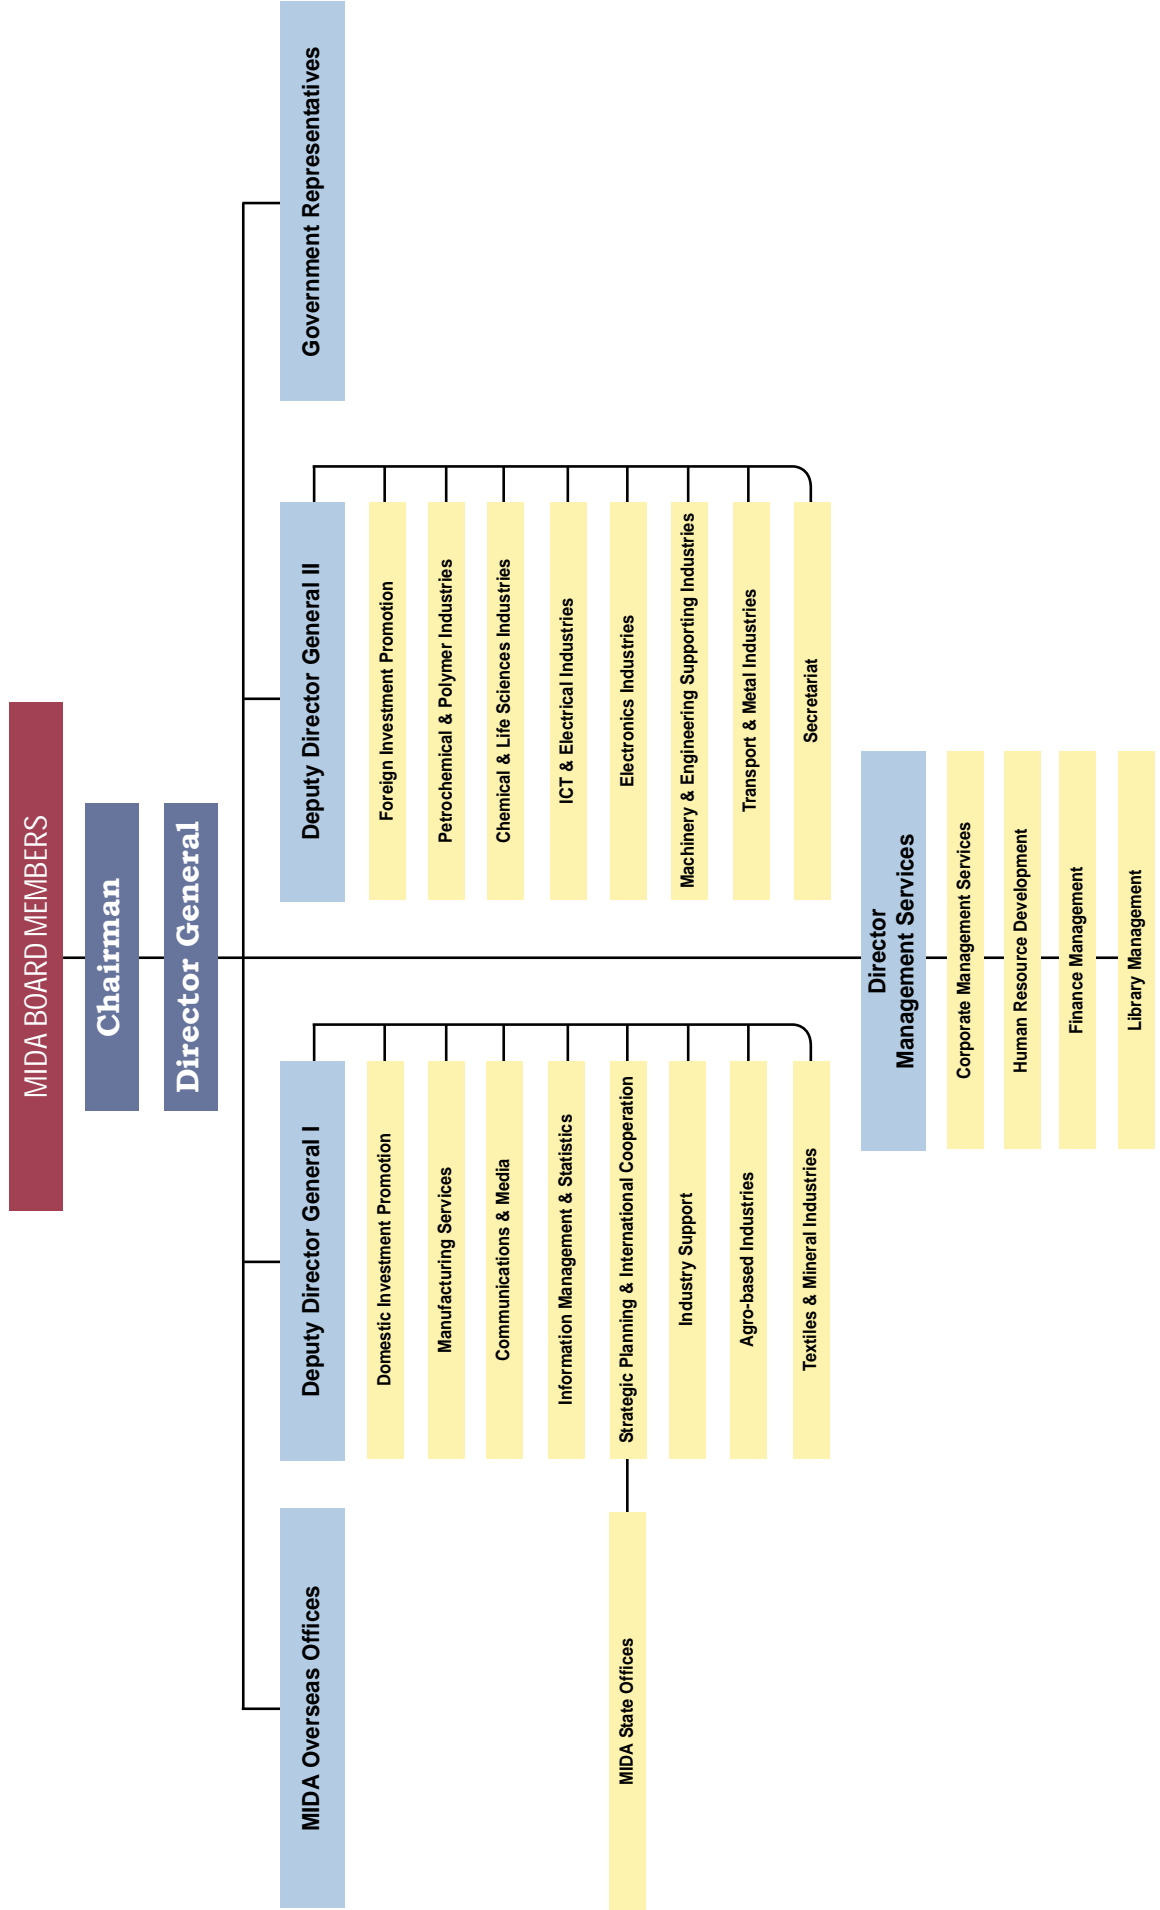 MIDA BOARD MEMBERS
Chairman
Director General
MIDA Overseas Offices
Deputy Director General I
Domestic Investment Promotion
Manufacturing Services
Communications & Media
Information Management & Statistics
Strategic Planning & International Cooperation
MIDA State Offices
Industry Support
Agro-based Industries
Textiles & Mineral Industries
Deputy Director General II
Foreign Investment Promotion
Petrochemical & Polymer Industries
Chemical & Life Sciences Industries
ICT & Electrical Industries
Electronics Industries
Machinery & Engineering Supporting Industries
Transport & Metal Industries
Secretariat
Government Representatives
Director
Management Services
Corporate Management Services
Human Resource Development
Finance Management
Library Management